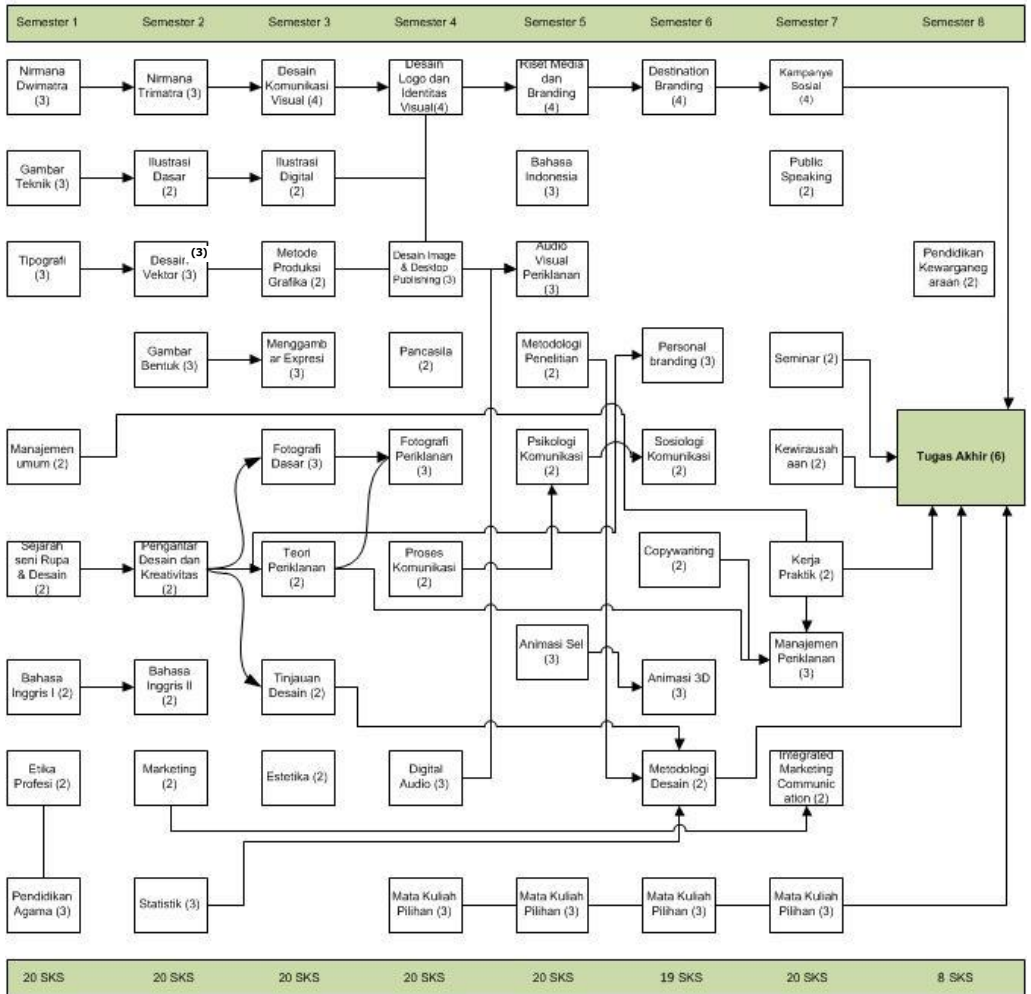 Semester 1
Semester 2
Semester 3
Semester 4
Semester 5
Semester 6
Semester 7
Semester 8
Nirmana
Dwimatra
(3)
Nirmana
Trimatra (3)
Desain
Komunikasi
Visual (4)
Desain
Logo dan
Identitas
Visual(4)
Riset Media
dan
Branding
(4)
Destination
Branding
(4)
Kampanye
Sosial
(4)
Gambar
Teknik (3)
Ilustrasi
Dasar
(2)
Ilustrasi
Digital
(2)
Bahasa
Indonesia
(3)
Public
Speaking
(2)
Tipografi
(3)
(3)
Desain
Vektor (3)
Metode
Produksi
Grafika (2)
Desain Image
& Desktop
Publishing (3)
Audio
Visual
Periklanan
(3)
Pendidikan
Kewarganeg
araan (2)
Gambar
Bentuk (3)
Menggamb
ar Expresi
(3)
Pancasila
(2)
Metodologi
Penelitian
(2)
Personal
branding (3)
Seminar (2)
Manajemen
umum (2)
Fotografi
Dasar (3)
Fotografi
Periklanan
(3)
Psikologi
Komunikasi
(2)
Sosiologi
Komunikasi
(2)
Kewirausah
aan (2)
Tugas Akhir (6)
Sejarah
seni Rupa
& Desain
(2)
Pengantar
Desain dan
Kreativitas
(2)
Teori
Periklanan
(2)
Proses
Komunikasi
(2)
Copywriting
(2)
Kerja
Praktik (2)
Animasi Sel
(3)
Manajemen
Periklanan
(3)
Bahasa
Inggris I (2)
Bahasa
Inggris II
(2)
Tinjauan
Desain (2)
Animasi 3D
(3)
Etika
Profesi (2)
Marketing
(2)
Estetika (2)
Digital
Audio (3)
Metodologi
Desain (2)
Integrated
Marketing
Communic
ation (2)
Pendidikan
Agama (3)
Statistik (3)
Mata Kuliah
Pilihan (3)
Mata Kuliah
Pilihan (3)
Mata Kuliah
Pilihan (3)
Mata Kuliah
Pilihan (3)
20 SKS
20 SKS
20 SKS
20 SKS
20 SKS
19 SKS
20 SKS
8 SKS